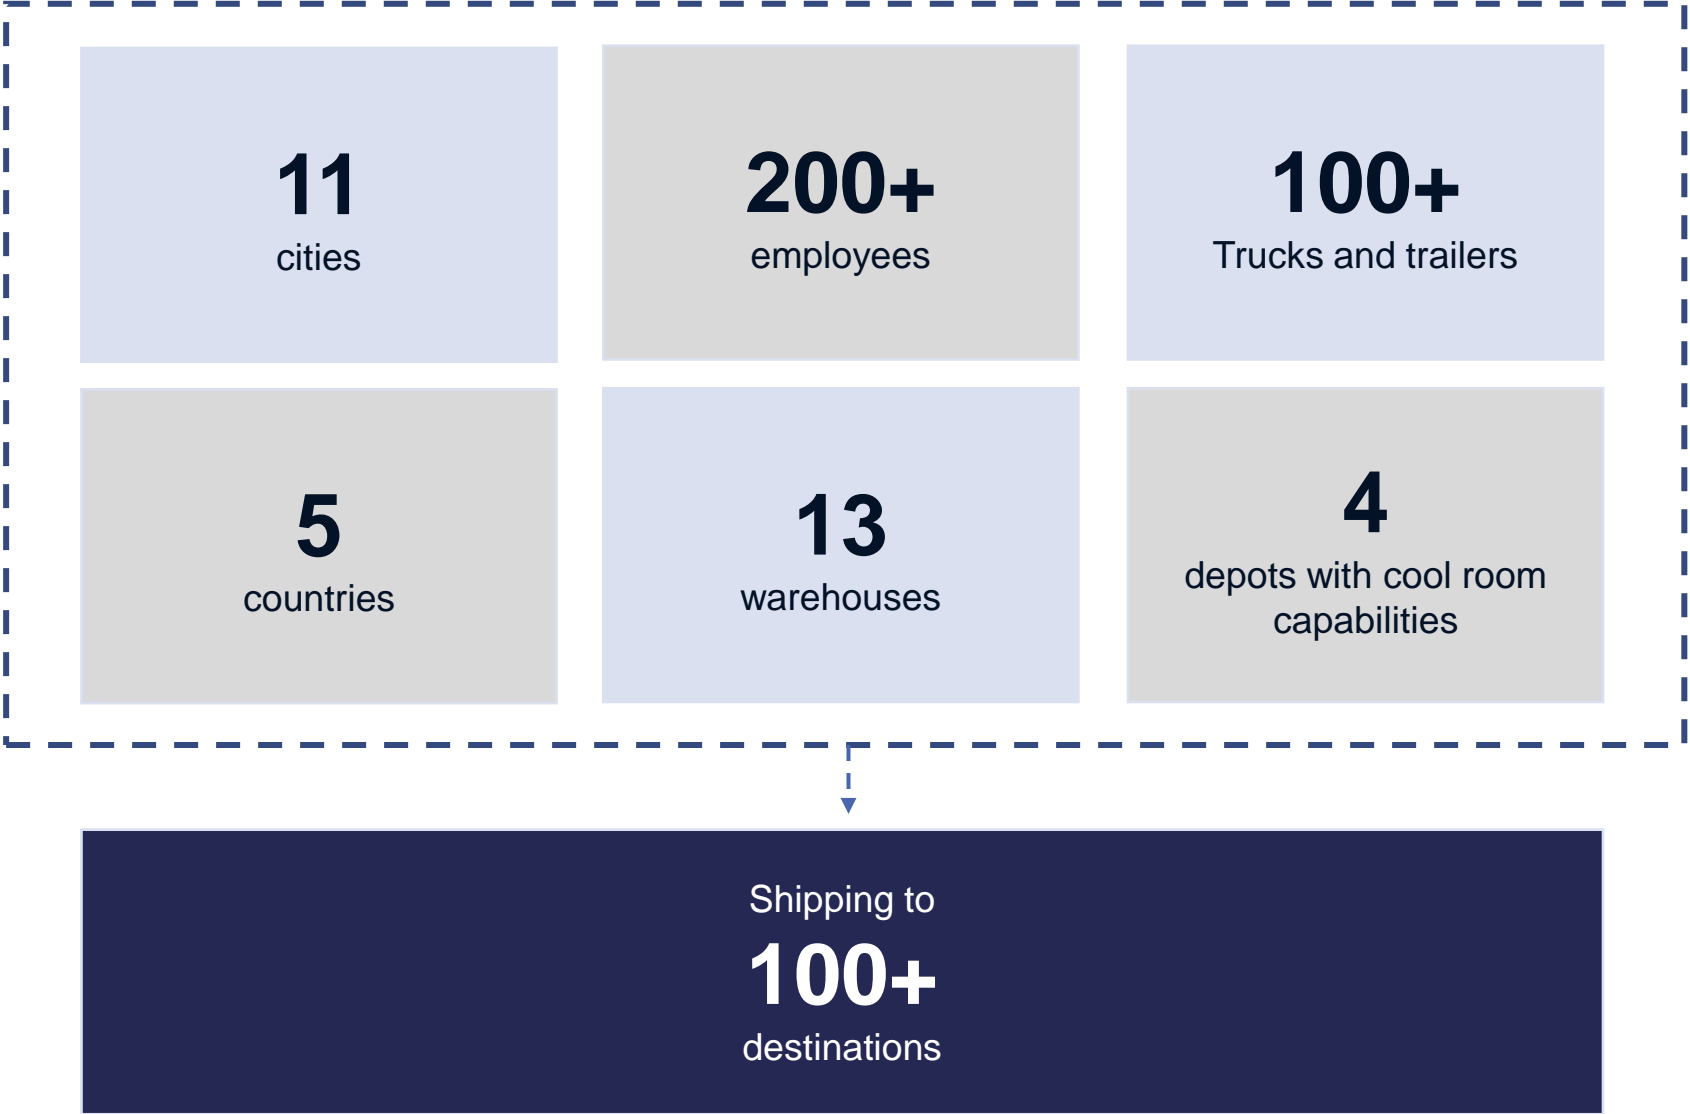 11
cities
200+
employees
100+
Trucks and trailers
5
countries
13
warehouses
4
depots with cool room
capabilities
Shipping to
100+
destinations